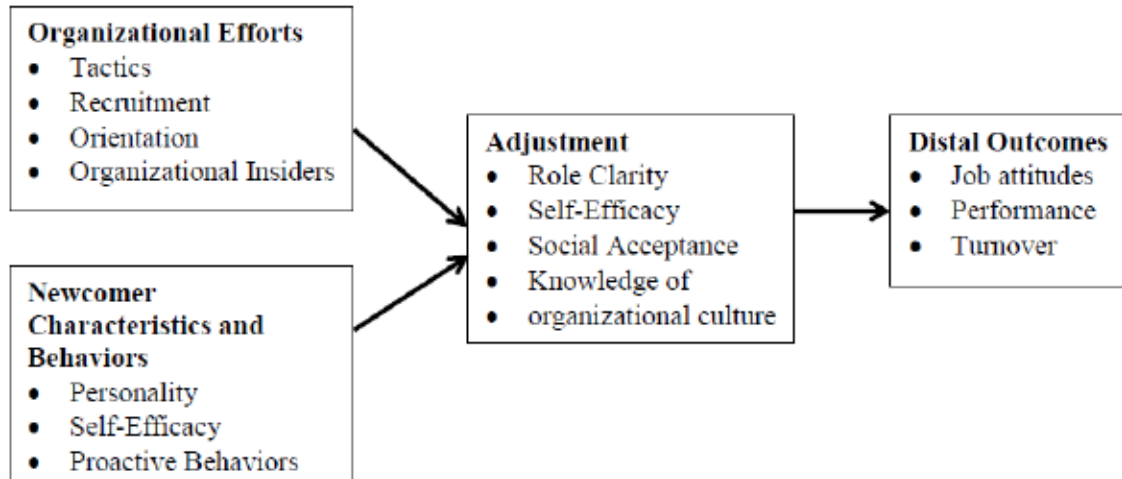 Organizational Efforts
• Tactics
• Recruitment
• Orientation
• Organizational Insiders
Newcomer
Characteristics and
Behaviors
• Personality
• Self-Efficacy
• Proactive Behaviors
Adjustment
• Role Clarity
• Self-Efficacy
• Social Acceptance
• Knowledge of
• organizational culture
Distal Outcomes
• Job attitudes
• Performance
• Turnover